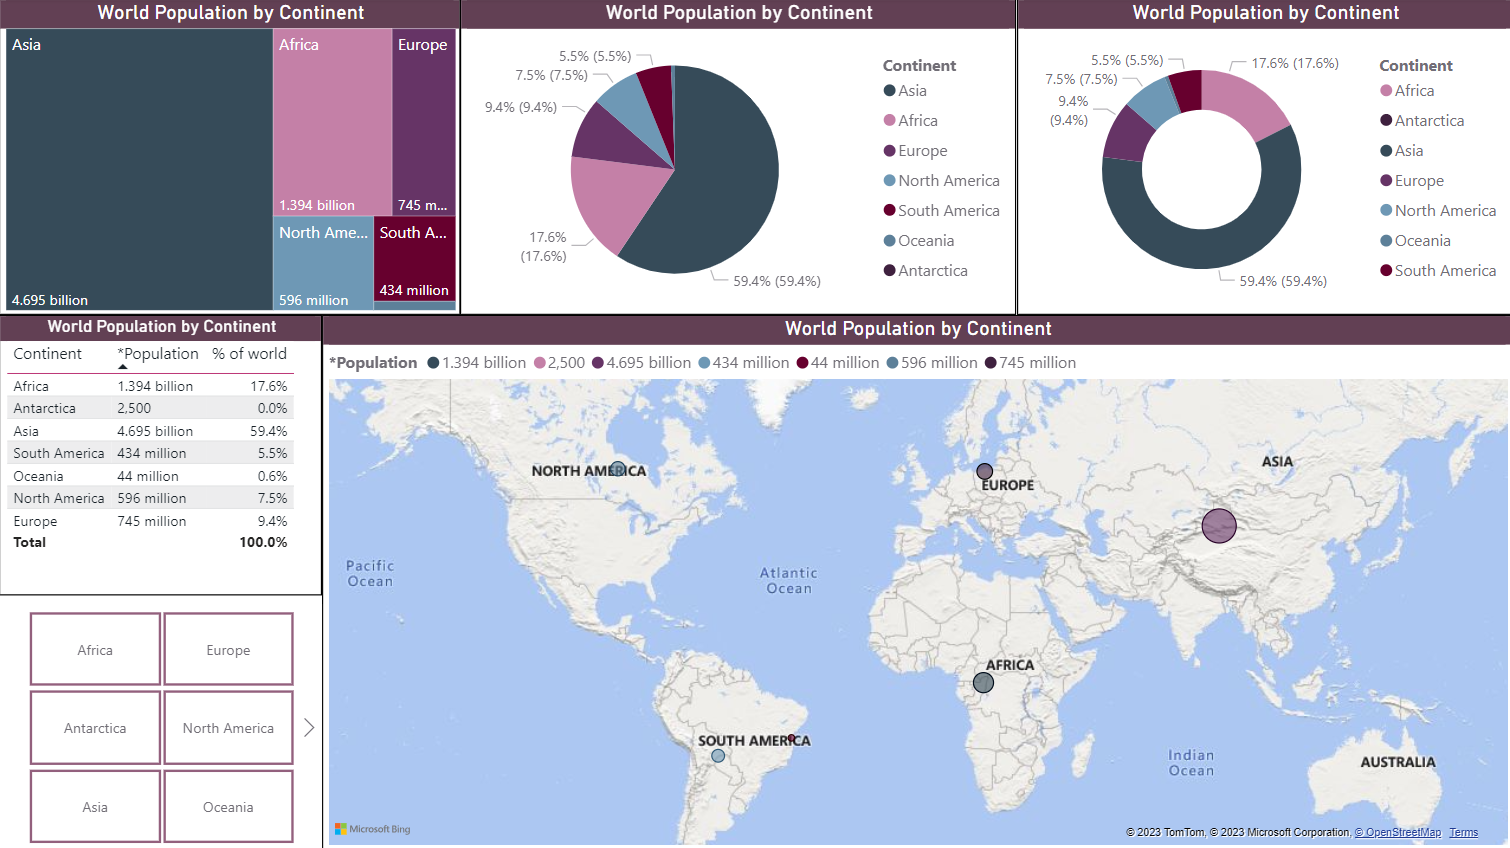 World Population by Continent
Asia
Africa
Europe
1.394 billion
745 m...
North Ame...
South A...
434 million
4.695 billion
596 million
World Population by Continent
5.5% (5.5%)
7.5% (7.5%)
9.4% (9.4%)
17.6%
(17.6%)
59.4% (59.4%)
Continent
Asia
Africa
Europe
North America
South America
Oceania
Antarctica
World Population by Continent
5.5% (5.5%)
17.6% (17.6%)
7.5% (7.5%)
9.4%
(9.4%)
59.4% (59.4%)
Continent
Africa
Antarctica
Asia
Europe
North America
Oceania
South America
World Population by Continent
Continent *Population % of world
Africa 1.394 billion 17.6%
Antarctica 2,500 0.0%
Asia 4.695 billion 59.4%
South America 434 million 5.5%
Oceania 44 million 0.6%
North America 596 million 7.5%
Europe 745 million 9.4%
Total 100.0%
Africa Europe
Antarctica North America
Asia Oceania
World Population by Continent
*Population 1.394 billion 2,500 4.695 billion 434 million 44 million 596 million 745 million
NORTH AMERICA
ASIA
EUROPE
Pacific
Ocean
Atlantic
Ocean
AFRICA
SOUTH AMERICA
Indian
Ocean
AUSTRALIA
Microsoft Bing
© 2023 TomTom, © 2023 Microsoft Corporation, © OpenStreetMap Terms